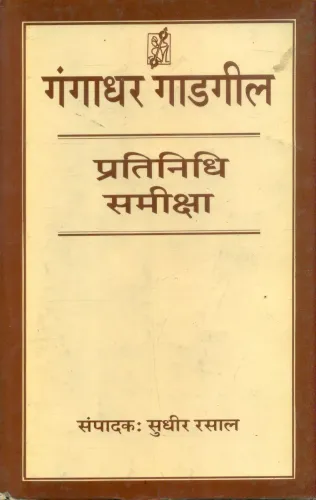 गंगाधर गाडगीळ
प्रतिनिधि
समीक्षा
संपादक: सुधीर रसाल